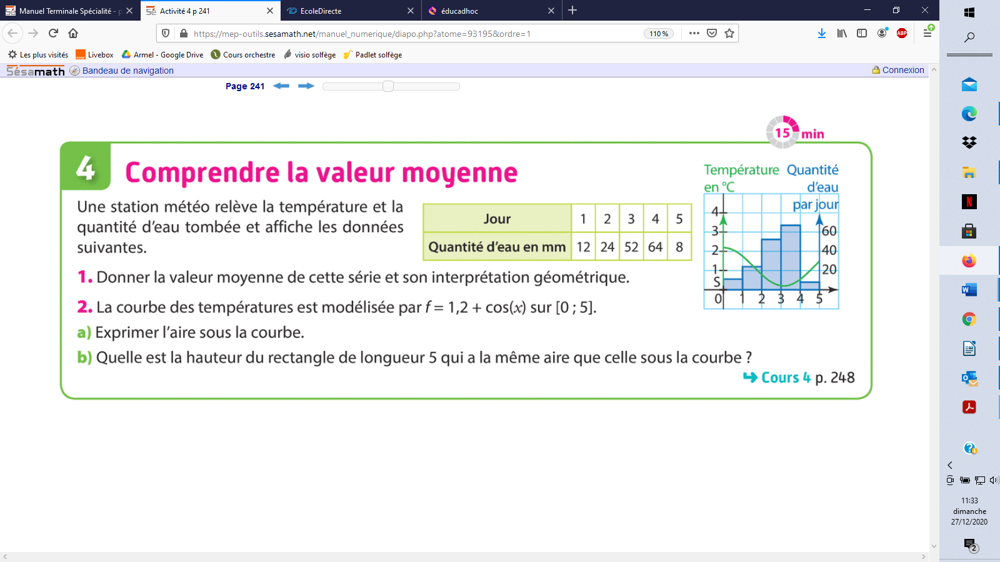 Manuel Terminale Spécialité - p
Activité 4 p 241
EcoleDirecte
éducadhoc
https://mep-outils.sesamath.net/manuel_numerique/diapo.php?atome=93195&ordre=1
110 %
ABP
Les plus visités
Livebox
Armel - Google Drive
Cours orchestre
visio solfège
Padlet solfège
Sésamath
Bandeau de navigation
Connexion
Page 241
15 min
4
Comprendre la valeur moyenne
Une station météo relève la température et la
quantité d'eau tombée et affiche les données
suivantes.
Jour 1 2 3 4 5
Quantité d'eau en mm 12 24 52 64 8
Température Quantité
en °C d'eau
par jour
4
3 60
2 40
1 20
S
0 1 2 3 4 5
1. Donner la valeur moyenne de cette série et son interprétation géométrique.
2. La courbe des températures est modélisée par f = 1,2 + cos(x) sur [0 ; 5].
a) Exprimer l'aire sous la courbe.
b) Quelle est la hauteur du rectangle de longueur 5 qui a la même aire que celle sous la courbe ?
Cours 4 p. 248
11:33
dimanche
27/12/2020
2